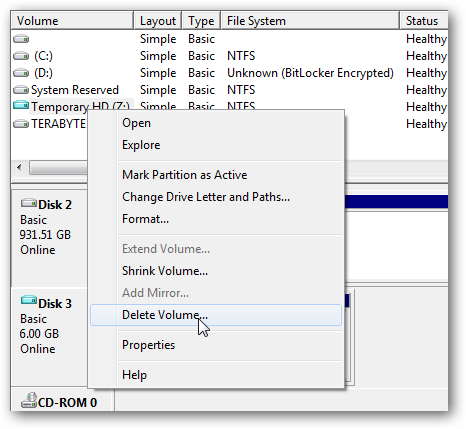 Volume Layout Type File System Status
Simple Basic Healthy
(C:) Simple Basic NTFS Healthy
(D:) Simple Basic Unknown (BitLocker Encrypted) Healthy
System Reserved Simple Basic NTFS Healthy
Temporary HD (Z:) Simple Basic NTFS Healthy
TERABYTE NTFS Healthy
Open
Explore
Mark Partition as Active
Change Drive Letter and Paths...
Format...
Extend Volume...
Shrink Volume...
Add Mirror...
Delete Volume...
Properties
Help
Disk 2
Basic
931.51 GB
Online
Disk 3
Basic
6.00 GB
Online
CD-ROM 0